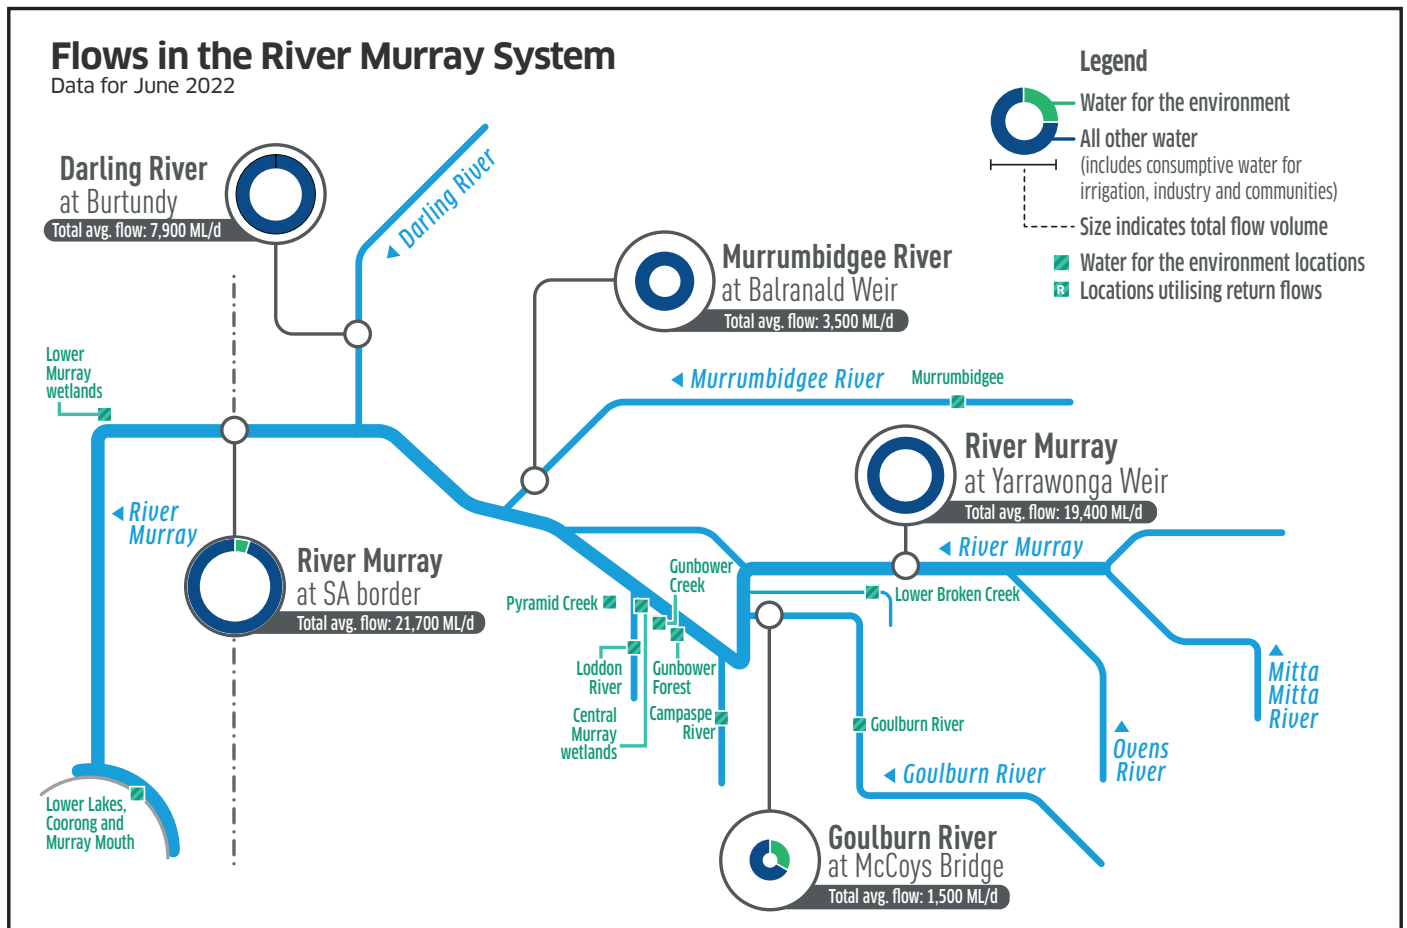 Flows in the River Murray System
Data for June 2022
Legend
Water for the environment
All other water
(includes consumptive water for
irrigation, industry and communities)
Size indicates total flow volume
Water for the environment locations
R
Locations utilising return flows
Darling River
at Burtundy
Total avg. flow: 7,900 ML/d
Darling River
Murrumbidgee River
at Balranald Weir
Total avg. flow: 3,500 ML/d
Lower
Murray
wetlands
Murrumbidgee River
Murrumbidgee
River Murray
at Yarrawonga Weir
Total avg. flow: 19,400 ML/d
River
Murray
River Murray
River Murray
at SA border
Total avg. flow: 21,700 ML/d
Gunbower
Creek
Pyramid Creek
Lower Broken Creek
Loddon
River
Gunbower
Forest
Central
Murray
wetlands
Campaspe
River
Goulburn River
Mitta
Mitta
River
Ovens
River
Goulburn River
Lower Lakes,
Coorong and
Murray Mouth
Goulburn River
at McCoys Bridge
Total avg. flow: 1,500 ML/d